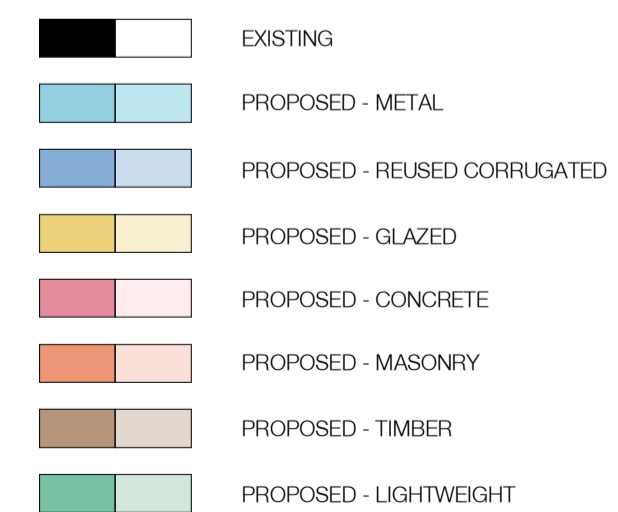 EXISTING
PROPOSED - METAL
PROPOSED - REUSED CORRUGATED
PROPOSED - GLAZED
PROPOSED - CONCRETE
PROPOSED - MASONRY
PROPOSED - TIMBER
PROPOSED - LIGHTWEIGHT